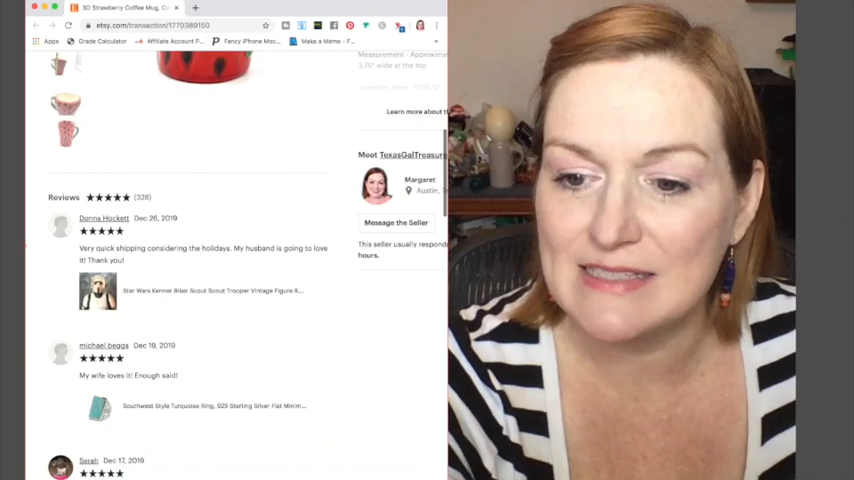 3D Strawberry Coffee Mug, C
etsy.com/transaction/1770389150
Apps Grade Calculator Affiliate Account P... Fancy iPhone Moc... Make a Meme - F... »
Measurement - Approxima
3.75" wide at the top
Learn more about t
Meet TexasGalTreasure
Margaret
Austin,
Message the Seller
This seller usually respond
hours.
Reviews ★★★★★ (328)
Donna Hockett Dec 26, 2019
★★★★★
Very quick shipping considering the holidays. My husband is going to love
it! Thank you!
Star Wars Kenner Biker Scout Scout Trooper Vintage Figure R...
michael beggs Dec 19, 2019
★★★★★
My wife loves it! Enough said!
Southwest Style Turquoise Ring, 925 Starling Silver Flat Minim...
Sarah Dec 17, 2019
★★★★★